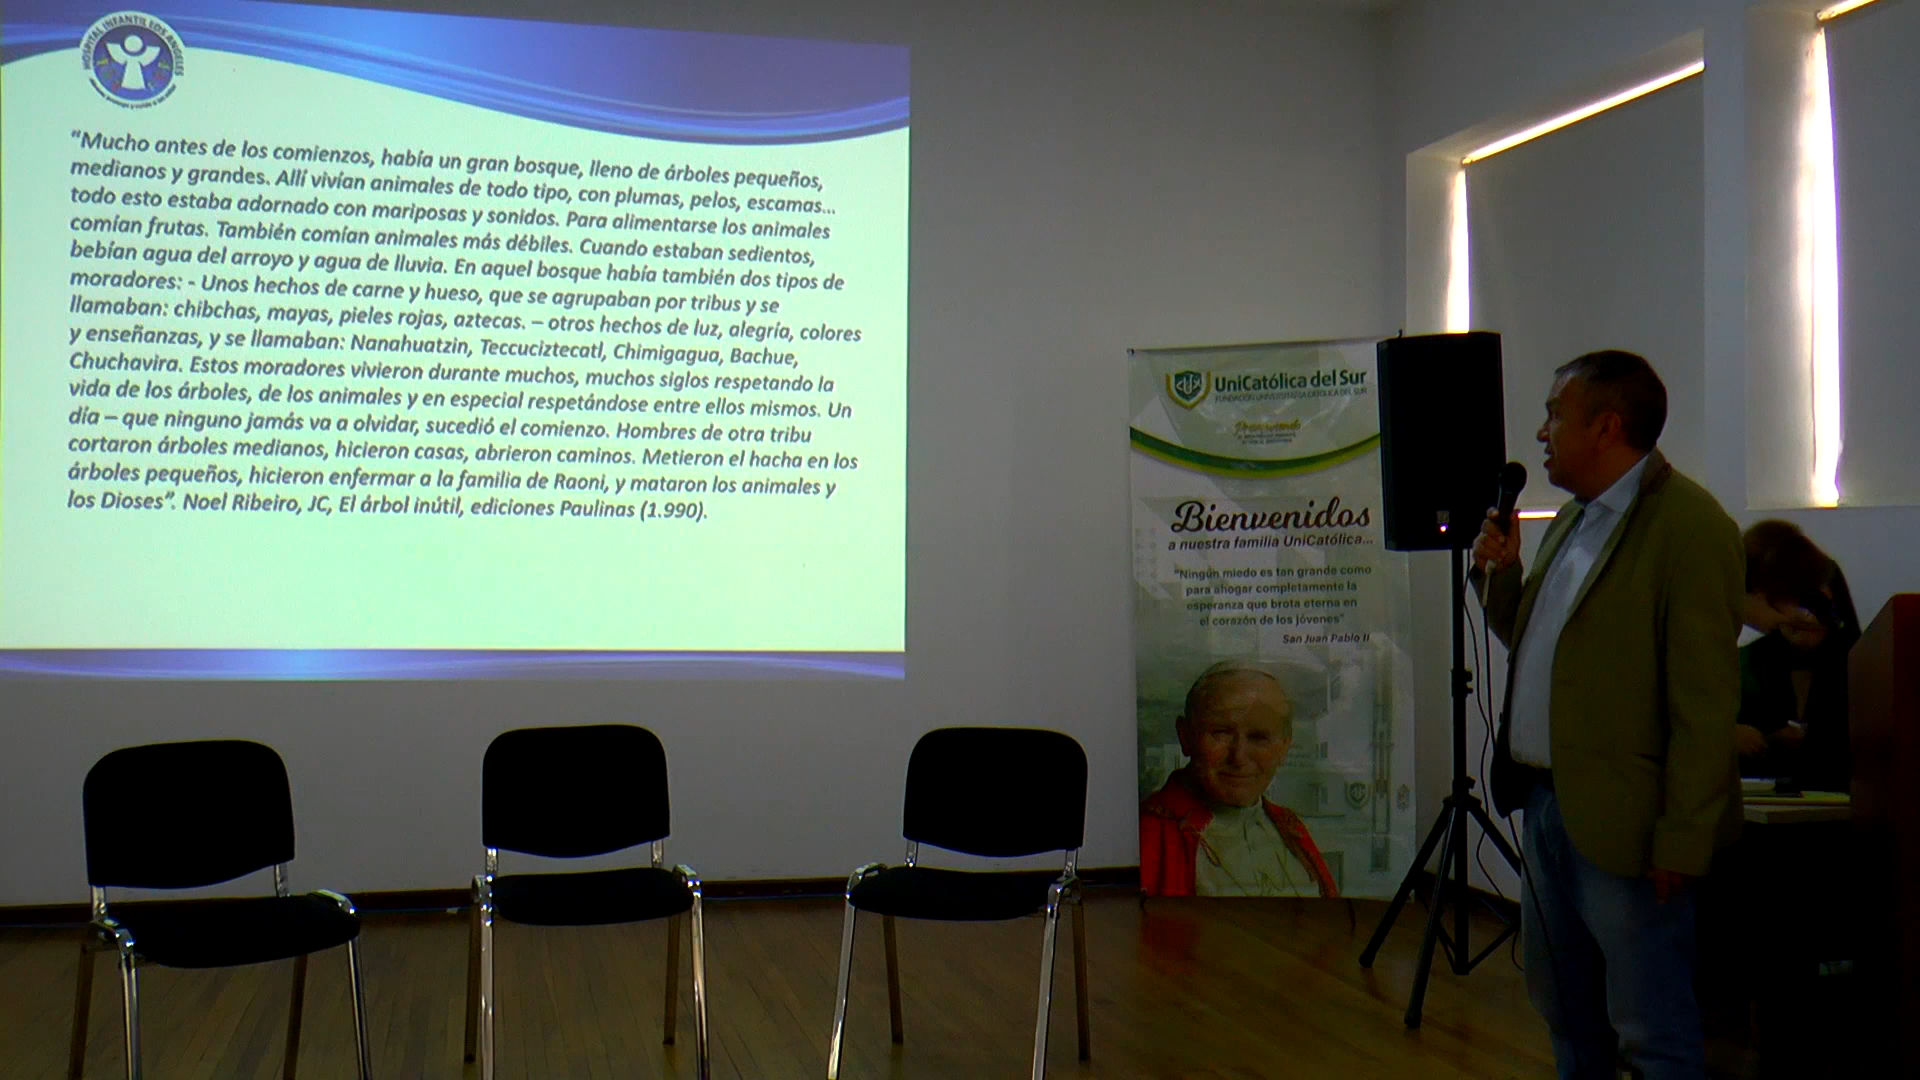 HOSPITAL INFANTIL LOS ANGELES
"Mucho antes de los comienzos, había un gran bosque, lleno de árboles pequeños,
medianos y grandes. Allí vivían animales de todo tipo, con plumas, pelos, escamas...
todo esto estaba adornado con mariposas y sonidos. Para alimentarse los animales
comían frutas. También comían animales más débiles. Cuando estaban sedientos,
bebían agua del arroyo y agua de lluvia. En aquel bosque había también dos tipos de
moradores: - Unos hechos de carne y hueso, que se agrupaban por tribus y se
llamaban: chibchas, mayas, pieles rojas, aztecas. – otros hechos de luz, alegría, colores
y enseñanzas, y se llamaban: Nanahuatzin, Teccuciztecatl, Chimigagua, Bachue,
Chuchavira. Estos moradores vivieron durante muchos, muchos siglos respetando la
vida de los árboles, de los animales y en especial respetándose entre ellos mismos. Un
día – que ninguno jamás va a olvidar, sucedió el comienzo. Hombres de otra tribu
cortaron árboles medianos, hicieron casas, abrieron caminos. Metieron el hacha en los
árboles pequeños, hicieron enfermar a la familia de Raoni, y mataron los animales y
los Dioses". Noel Ribeiro, JC, El árbol inútil, ediciones Paulinas (1.990).
UniCatólica del Sur
FUNDACIÓN UNIVERSITARIA CATÓLICA DEL SUR
Bienvenidos
a nuestra familia UniCatólica...
"Ningún miedo es tan grande como
para ahogar completamente la
esperanza que brota eterna en
el corazón de los jóvenes"
San Juan Pablo II